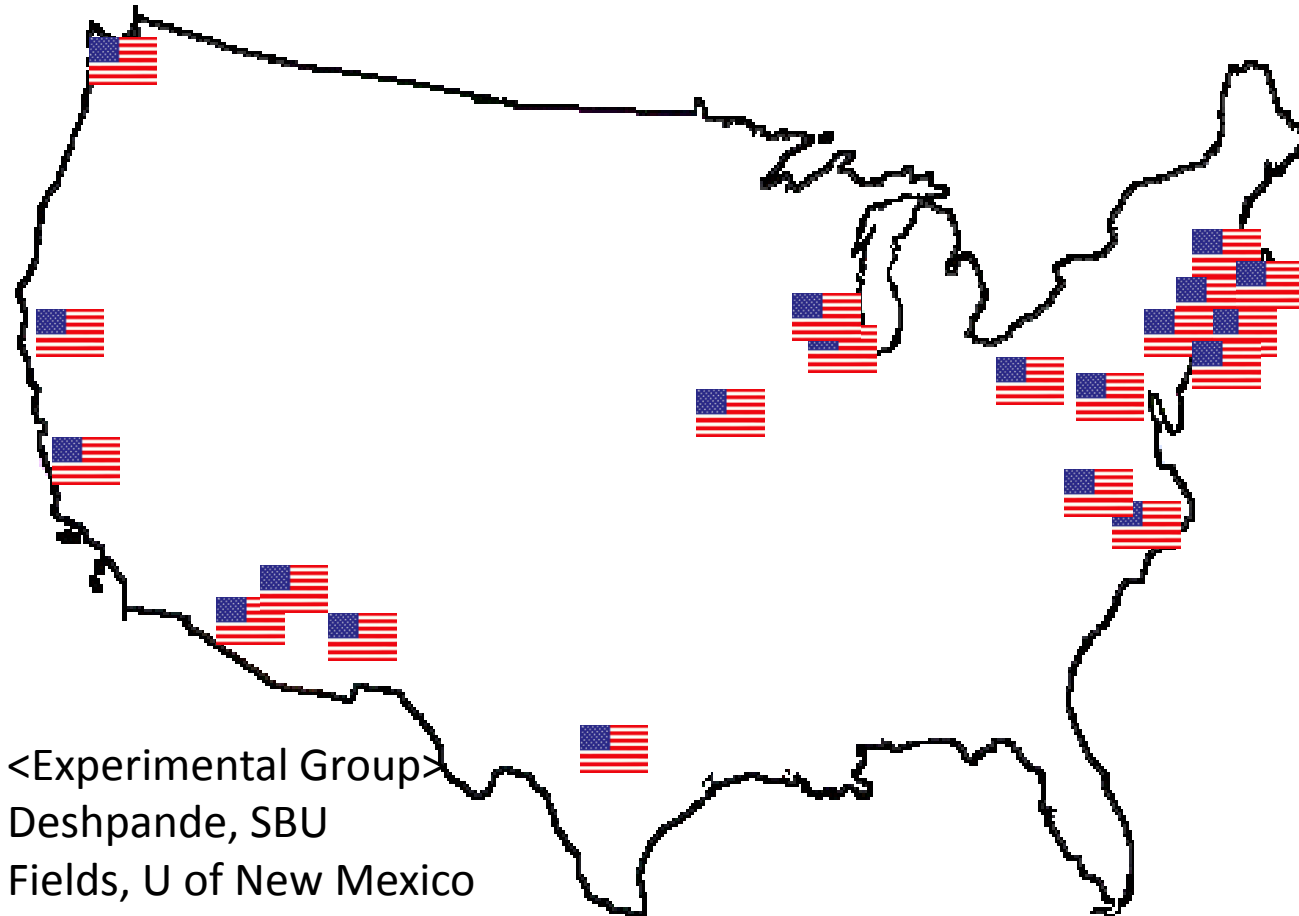 <Experimental Group>
Deshpande, SBU
Fields, U of New Mexico